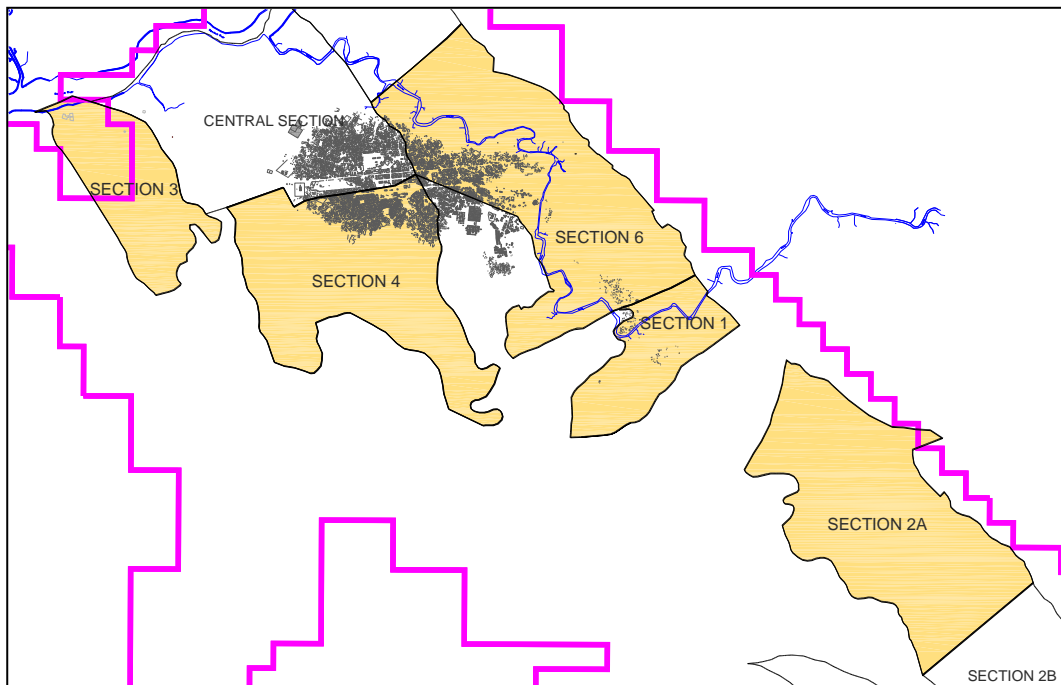 CENTRAL SECTION
SECTION 3
SECTION 6
SECTION 4
SECTION 1
SECTION 2A
SECTION 2B